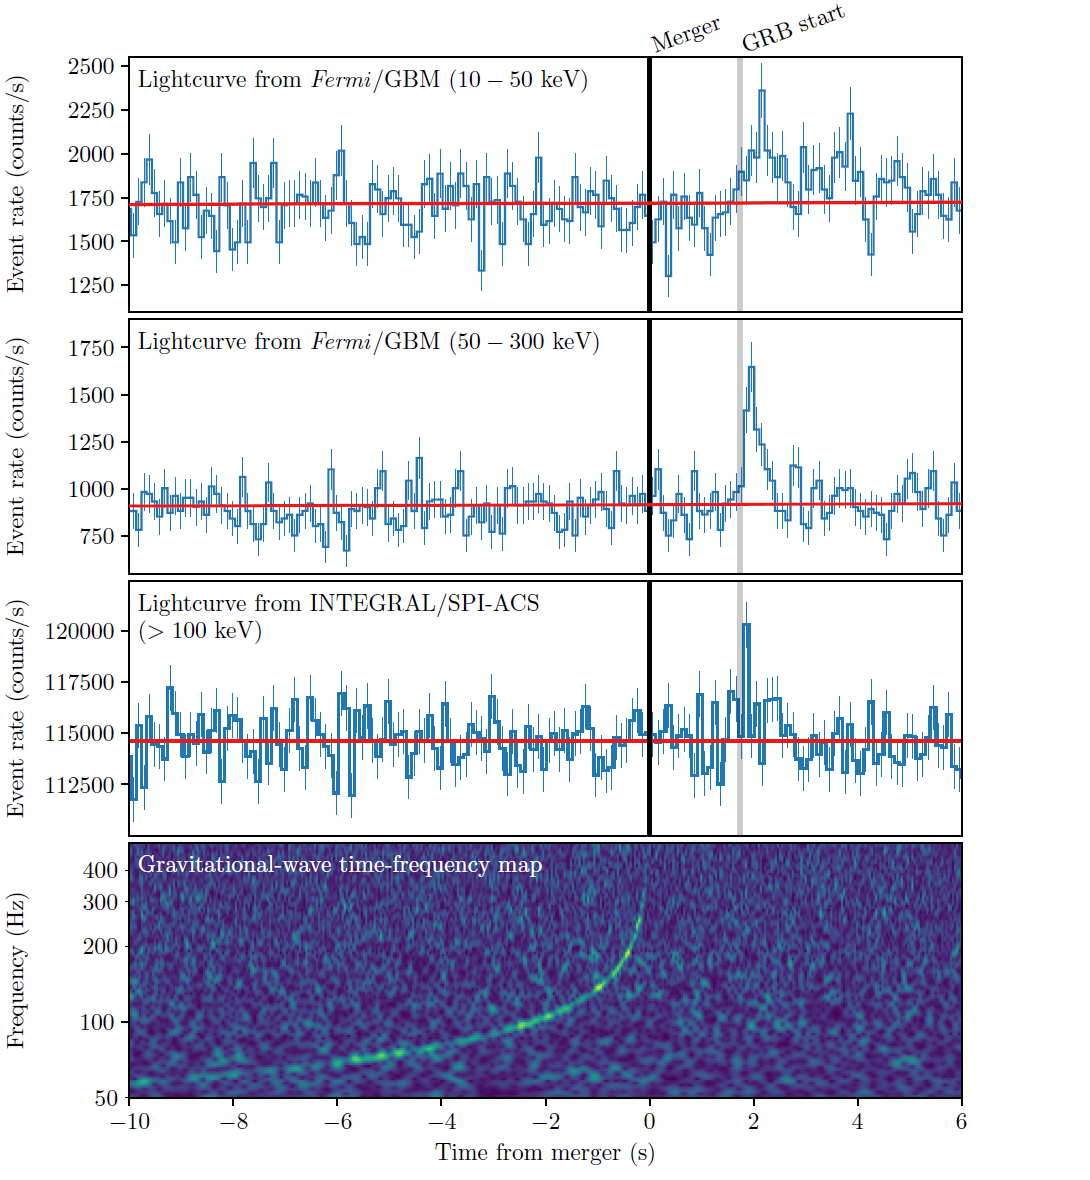 Merger
GRB start
Lightcurve from Fermi/GBM (10 − 50 keV)
Event rate (counts/s)
2500
2250
2000
1750
1500
1250
Lightcurve from Fermi/GBM (50 − 300 keV)
Event rate (counts/s)
1750
1500
1250
1000
750
Lightcurve from INTEGRAL/SPI-ACS
(> 100 keV)
Event rate (counts/s)
120000
117500
115000
112500
Gravitational-wave time-frequency map
Frequency (Hz)
400
300
200
100
50
−10 −8 −6 −4 −2 0 2 4 6
Time from merger (s)